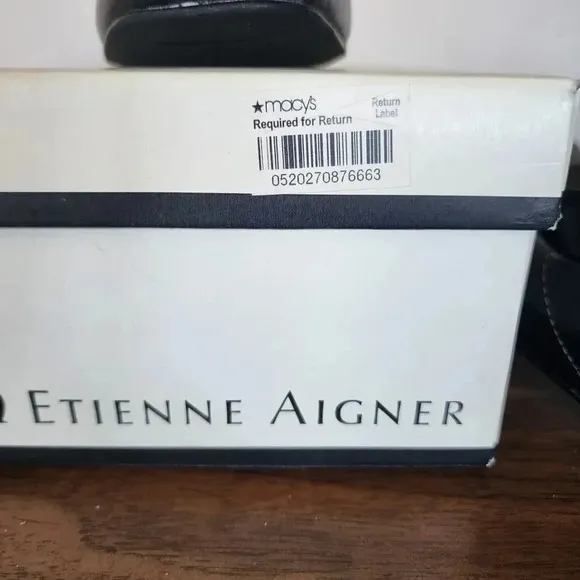 ★macy's
Return
Label
Required for Return
0520270876663
ETIENNE AIGNER